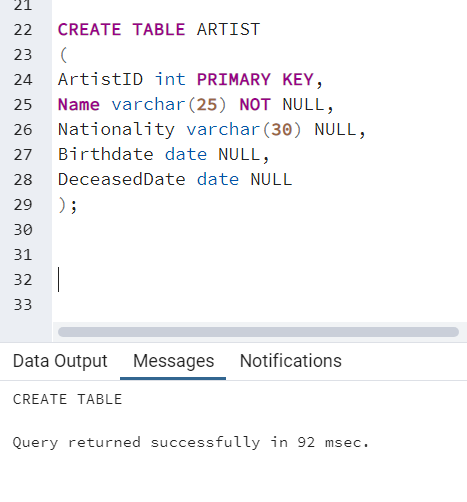 21
22 CREATE TABLE ARTIST
23 (
24 ArtistID int PRIMARY KEY,
25 Name varchar(25) NOT NULL,
26 Nationality varchar(30) NULL,
27 Birthdate date NULL,
28 DeceasedDate date NULL
29 );
30
31
32
33
Data Output Messages Notifications
CREATE TABLE
Query returned successfully in 92 msec.